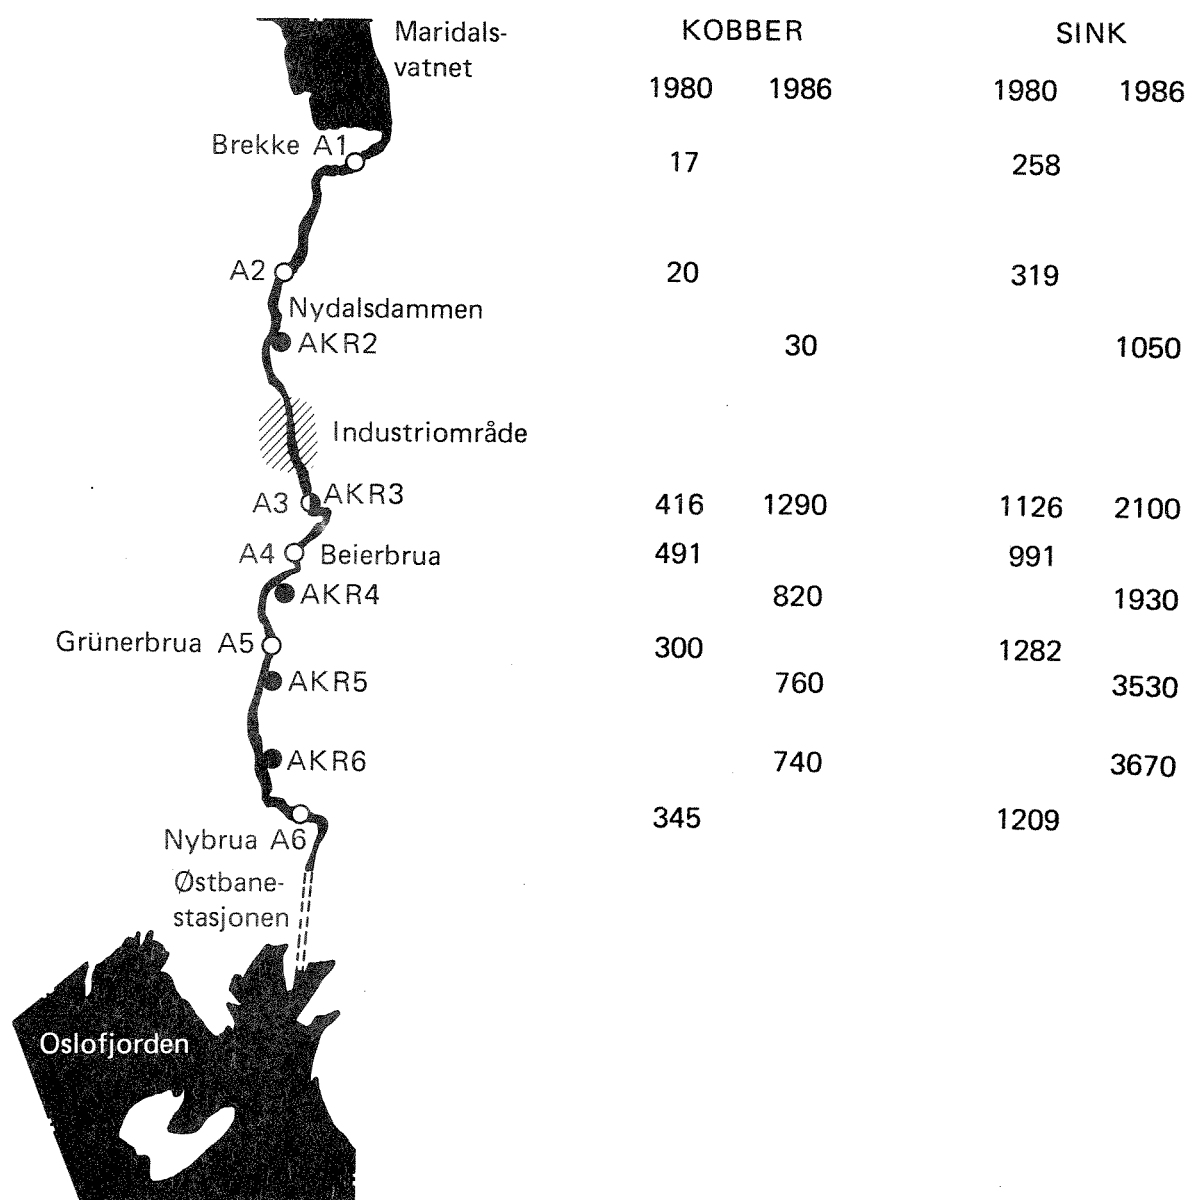 Maridals-
vatnet
KOBBER SINK
1980 1986 1980 1986
Brekke A1 17 258
A2 20 319
Nydalsdammen
AKR2 30 1050
Industriområde
A3 AKR3 416 1290 1126 2100
A4 Beierbrua 491 991
AKR4 820 1930
Grünerbrua A5 300 1282
AKR5 760 3530
AKR6 740 3670
Nybrua A6 345 1209
Østbane-
stasjonen
Oslofjorden